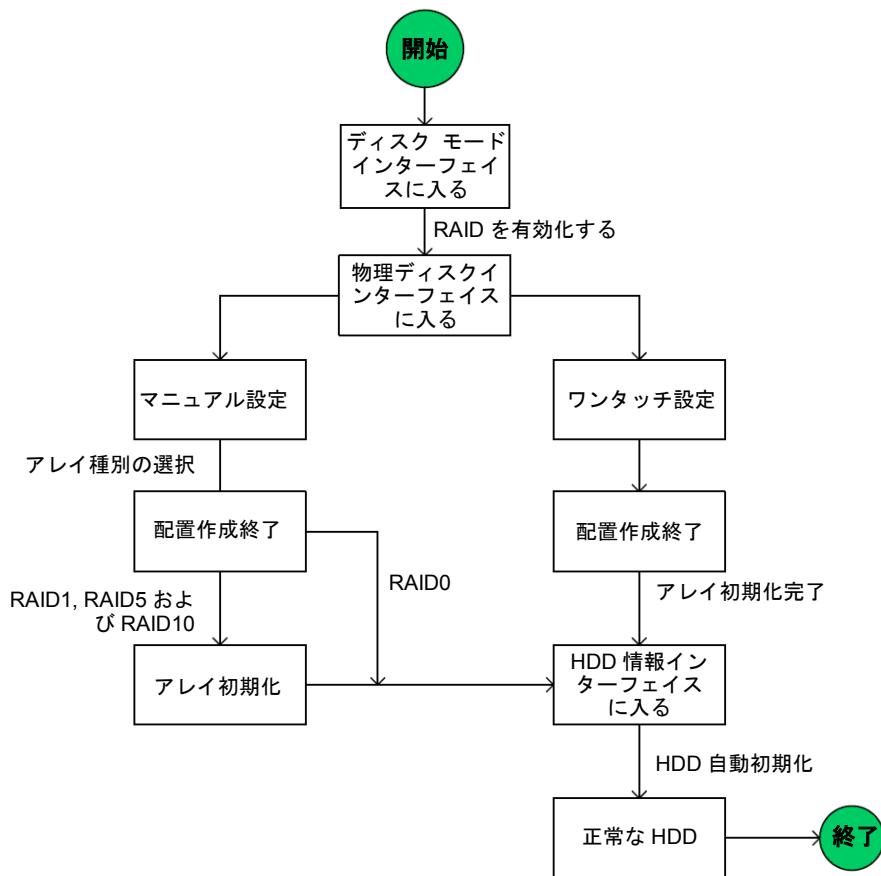 開始
ディスク モード
インターフェイ
スに入る
RAID を有効化する
物理ディスクイ
ンターフェイス
に入る
マニュアル設定
ワンタッチ設定
アレイ種別の選択
配置作成終了
配置作成終了
RAID1, RAID5 およ
び RAID10
RAID0
アレイ初期化完了
アレイ初期化
HDD 情報イン
ターフェイス
に入る
HDD 自動初期化
正常な HDD
終了